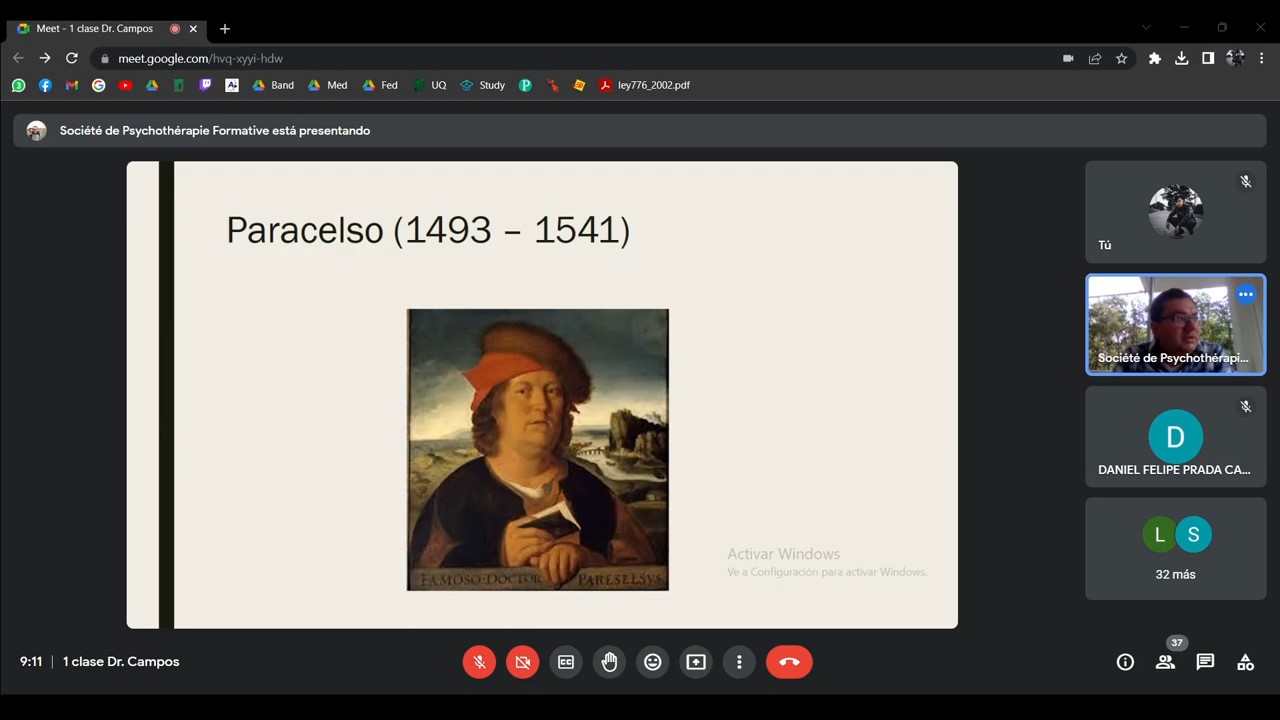 Meet - 1 clase Dr. Campos
meet.google.com/hvq-xyyi-hdw
Band
Med
Fed
UQ
Study
ley776_2002.pdf
Société de Psychothérapie Formative está presentando
Paracelso (1493 – 1541)
FAMOSO·DOCTOR PARESELSVS
Activar Windows
Ve a Configuración para activar Windows.
Tú
Société de Psychothérapi...
D
DANIEL FELIPE PRADA CA...
L S
32 más
9:11 | 1 clase Dr. Campos
37